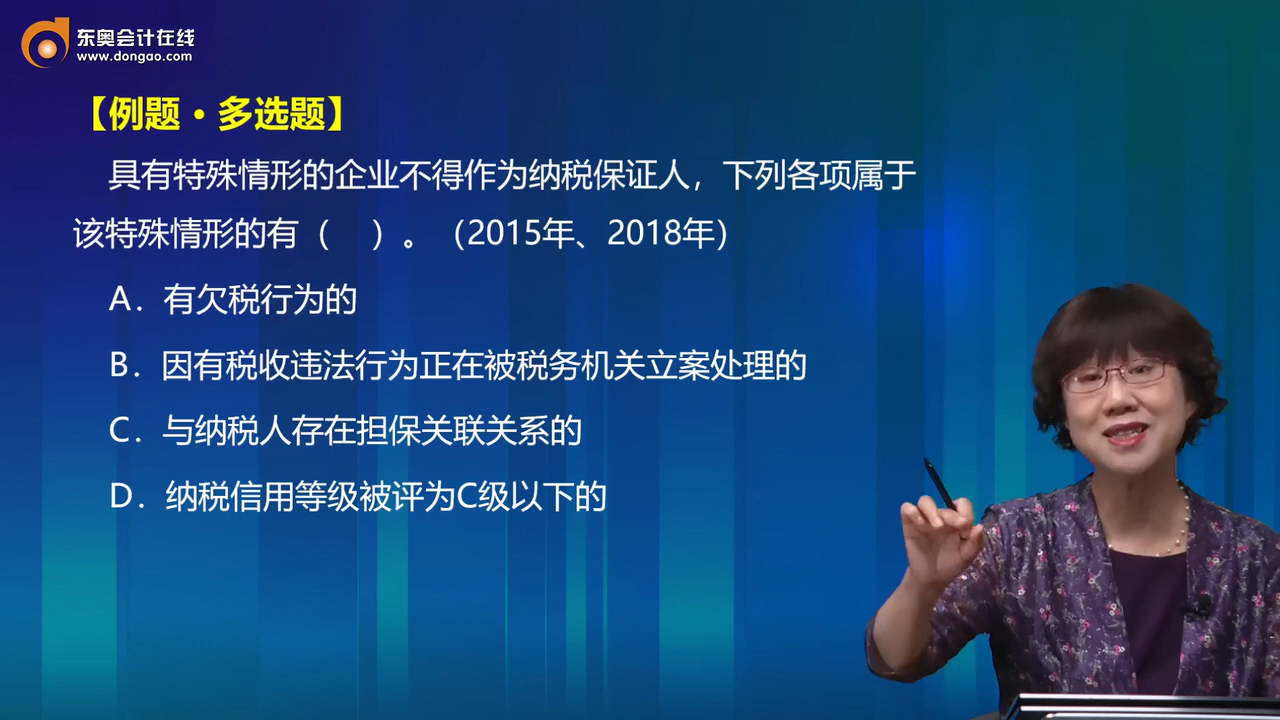 东奥会计在线
www.dongao.com
【例题·多选题】
具有特殊情形的企业不得作为纳税保证人，下列各项属于
该特殊情形的有（　）。（2015年、2018年）
A．有欠税行为的
B．因有税收违法行为正在被税务机关立案处理的
C．与纳税人存在担保关联关系的
D．纳税信用等级被评为C级以下的